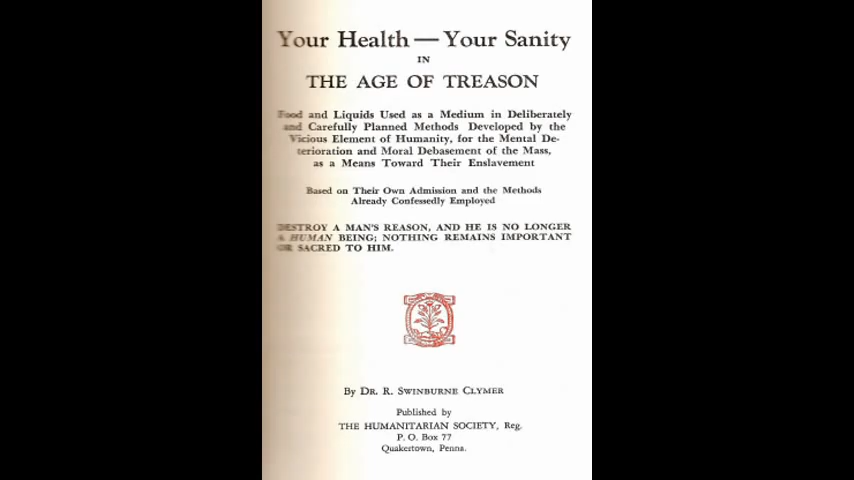 Your Health — Your Sanity
IN
THE AGE OF TREASON
Food and Liquids Used as a Medium in Deliberately
and Carefully Planned Methods Developed by the
Vicious Element of Humanity, for the Mental De-
terioration and Moral Debasement of the Mass,
as a Means Toward Their Enslavement
Based on Their Own Admission and the Methods
Already Confessedly Employed
DESTROY A MAN'S REASON, AND HE IS NO LONGER
A HUMAN BEING; NOTHING REMAINS IMPORTANT
OR SACRED TO HIM.
By DR. R. SWINBURNE CLYMER
Published by
THE HUMANITARIAN SOCIETY, Reg.
P. O. Box 77
Quakertown, Penna.